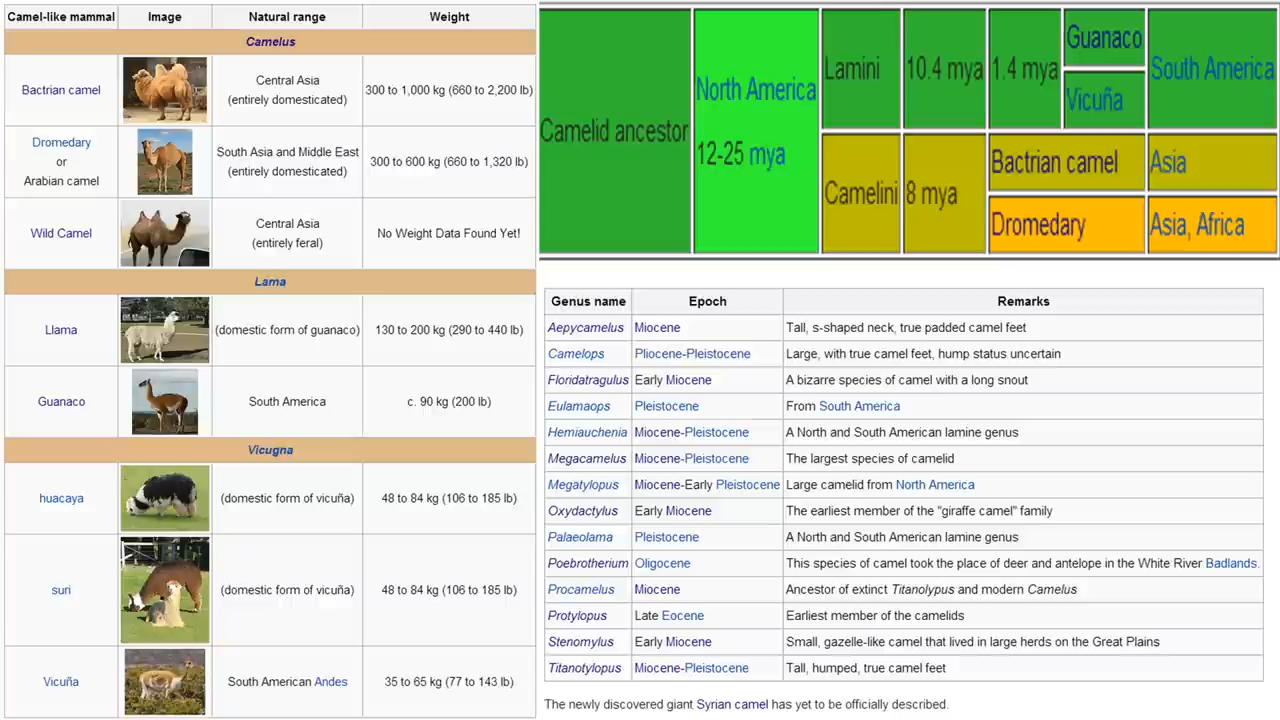 Camel-like mammal Image Natural range Weight
Camelus
Bactrian camel
Central Asia
(entirely domesticated)
300 to 1,000 kg (660 to 2,200 lb)
Dromedary
or
Arabian camel
South Asia and Middle East
(entirely domesticated)
300 to 600 kg (660 to 1,320 lb)
Wild Camel
Central Asia
(entirely feral)
No Weight Data Found Yet!
Lama
Llama (domestic form of guanaco) 130 to 200 kg (290 to 440 lb)
Guanaco South America c. 90 kg (200 lb)
Vicugna
huacaya (domestic form of vicuña) 48 to 84 kg (106 to 185 lb)
suri (domestic form of vicuña) 48 to 84 kg (106 to 185 lb)
Vicuña South American Andes 35 to 65 kg (77 to 143 lb)
Camelid ancestor
North America
12-25 mya
Lamini 10.4 mya 1.4 mya
Guanaco
Vicuña
South America
Camelini 8 mya
Bactrian camel Asia
Dromedary Asia, Africa
Genus name Epoch Remarks
Aepycamelus Miocene Tall, s-shaped neck, true padded camel feet
Camelops Pliocene-Pleistocene Large, with true camel feet, hump status uncertain
Floridatragulus Early Miocene A bizarre species of camel with a long snout
Eulamaops Pleistocene From South America
Hemiauchenia Miocene-Pleistocene A North and South American lamine genus
Megacamelus Miocene-Pleistocene The largest species of camelid
Megatylopus Miocene-Early Pleistocene Large camelid from North America
Oxydactylus Early Miocene The earliest member of the "giraffe camel" family
Palaeolama Pleistocene A North and South American lamine genus
Poebrotherium Oligocene This species of camel took the place of deer and antelope in the White River Badlands.
Procamelus Miocene Ancestor of extinct Titanolypus and modern Camelus
Protylopus Late Eocene Earliest member of the camelids
Stenomylus Early Miocene Small, gazelle-like camel that lived in large herds on the Great Plains
Titanotylopus Miocene-Pleistocene Tall, humped, true camel feet
The newly discovered giant Syrian camel has yet to be officially described.